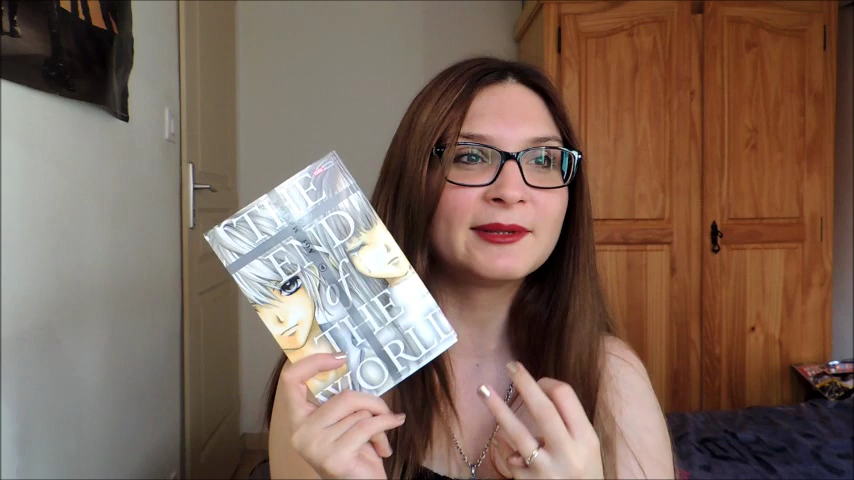 THE
END
of
THE
WORLD